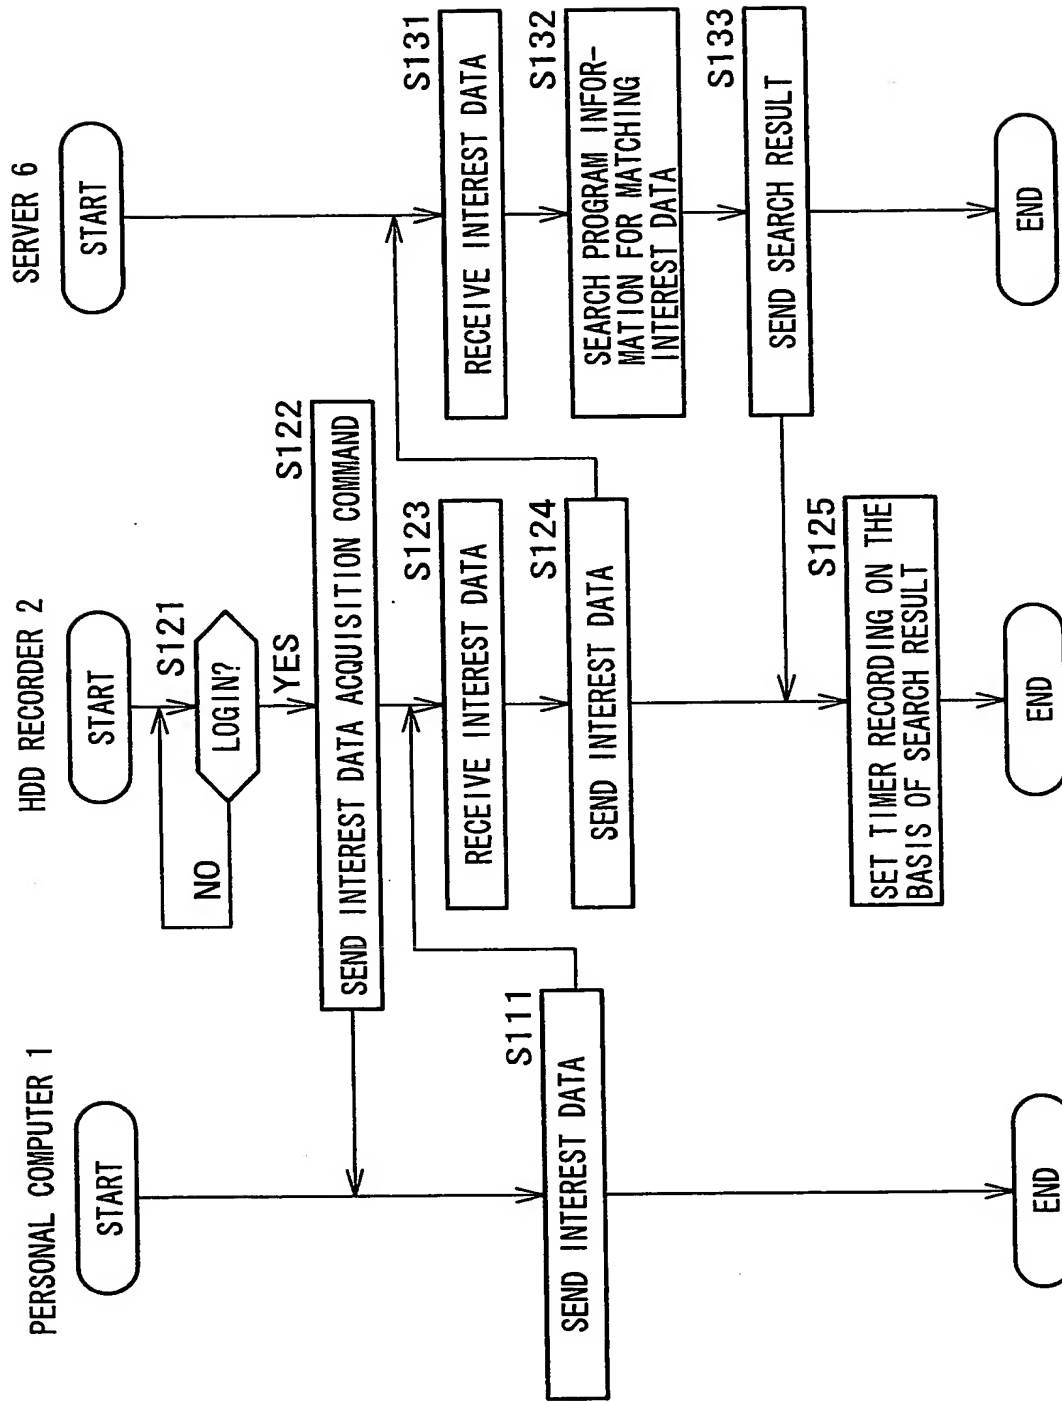 PERSONAL COMPUTER 1
START
S111
SEND INTEREST DATA
END
HDD RECORDER 2
START
S121
LOGIN?
NO
YES
S122
SEND INTEREST DATA ACQUISITION COMMAND
S123
RECEIVE INTEREST DATA
S124
SEND INTEREST DATA
S125
SET TIMER RECORDING ON THE
BASIS OF SEARCH RESULT
END
SERVER 6
START
S131
RECEIVE INTEREST DATA
S132
SEARCH PROGRAM INFOR-
MATION FOR MATCHING
INTEREST DATA
S133
SEND SEARCH RESULT
END